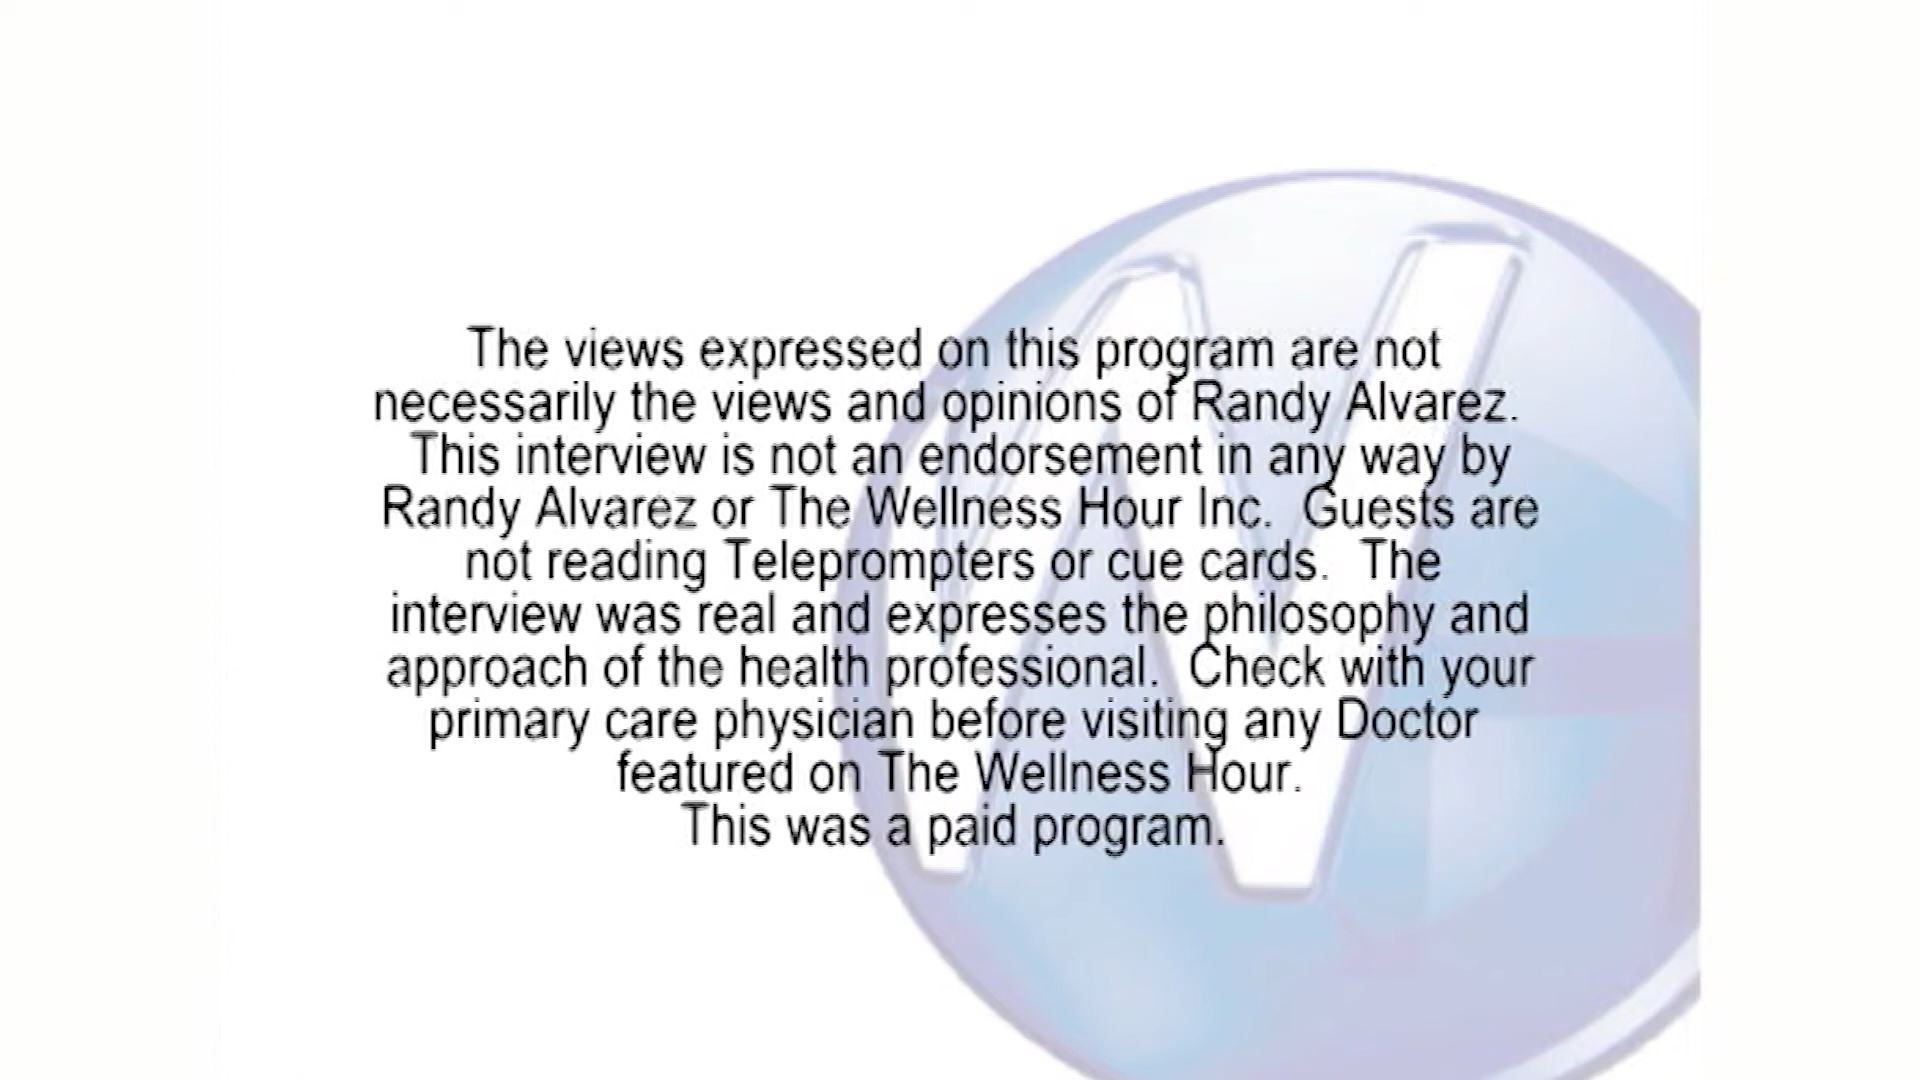 The views expressed on this program are not
necessarily the views and opinions of Randy Alvarez.
This interview is not an endorsement in any way by
Randy Alvarez or The Wellness Hour Inc.  Guests are
not reading Teleprompters or cue cards.  The
interview was real and expresses the philosophy and
approach of the health professional.  Check with your
primary care physician before visiting any Doctor
featured on The Wellness Hour.
This was a paid program.